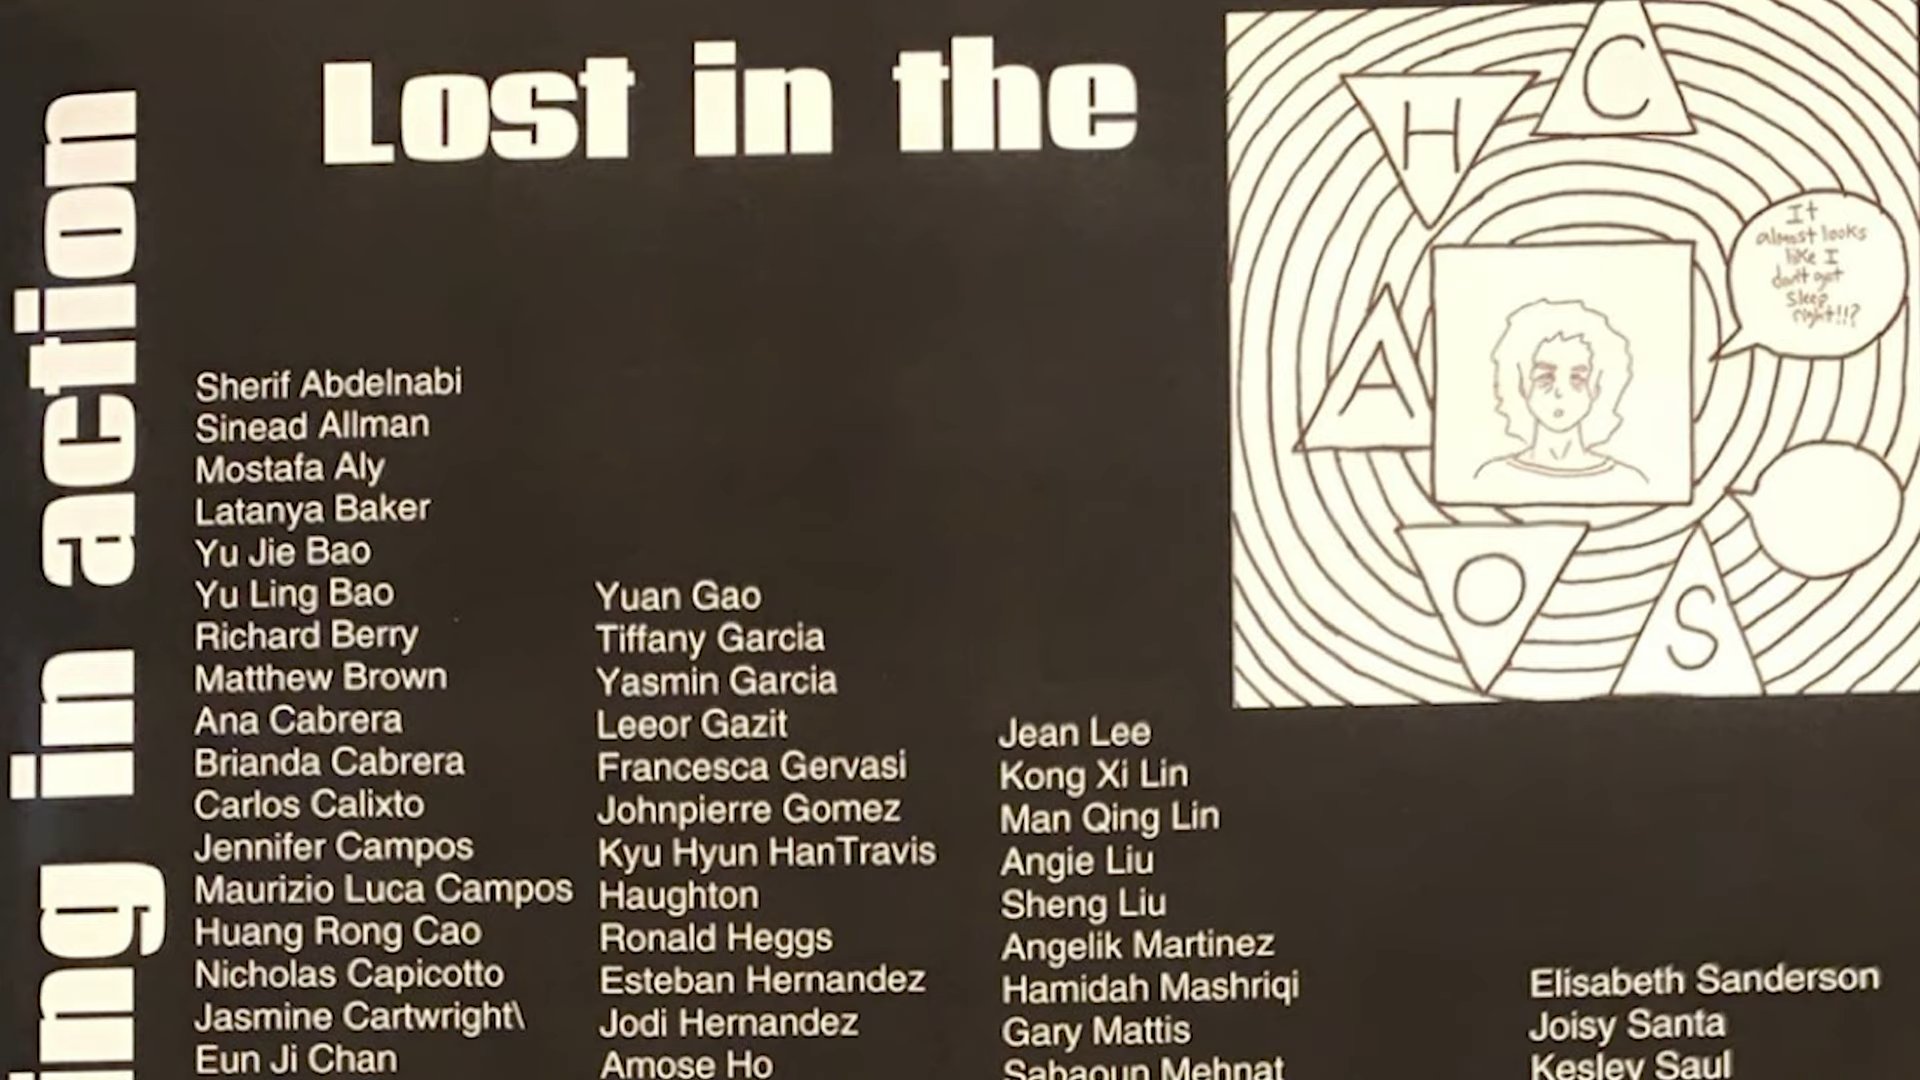 ing in action
Lost in the
C
H
A
O
S
It
almost looks
like I
don't get
sleep
right!!?
Sherif Abdelnabi
Sinead Allman
Mostafa Aly
Latanya Baker
Yu Jie Bao
Yu Ling Bao
Richard Berry
Matthew Brown
Ana Cabrera
Brianda Cabrera
Carlos Calixto
Jennifer Campos
Maurizio Luca Campos
Huang Rong Cao
Nicholas Capicotto
Jasmine Cartwright\
Eun Ji Chan
Yuan Gao
Tiffany Garcia
Yasmin Garcia
Leeor Gazit
Francesca Gervasi
Johnpierre Gomez
Kyu Hyun HanTravis
Haughton
Ronald Heggs
Esteban Hernandez
Jodi Hernandez
Amose Ho
Jean Lee
Kong Xi Lin
Man Qing Lin
Angie Liu
Sheng Liu
Angelik Martinez
Hamidah Mashriqi
Gary Mattis
Sabaoun Mehnat
Elisabeth Sanderson
Joisy Santa
Kesley Saul